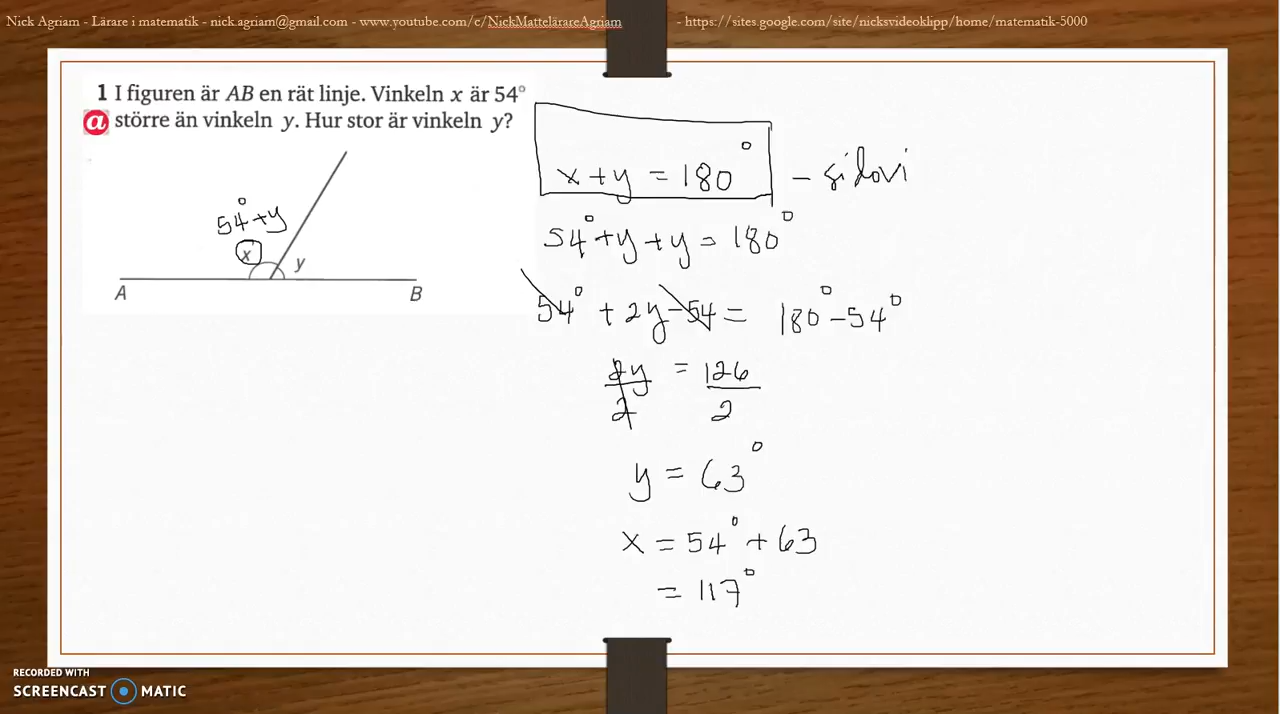 Nick Agriam - Lärare i matematik - nick.agriam@gmail.com - www.youtube.com/c/NickMattelärareAgriam - https://sites.google.com/site/nicksvideoklipp/home/matematik-5000
1 I figuren är AB en rät linje. Vinkeln x är 54°
a större än vinkeln y. Hur stor är vinkeln y?
54° + y
x
y
A
B
x + y = 180° - sidovi
54° + y + y = 180°
54° + 2y - 54 = 180° - 54°
2y/2 = 126/2
y = 63°
x = 54° + 63
= 117°
RECORDED WITH
SCREENCAST MATIC